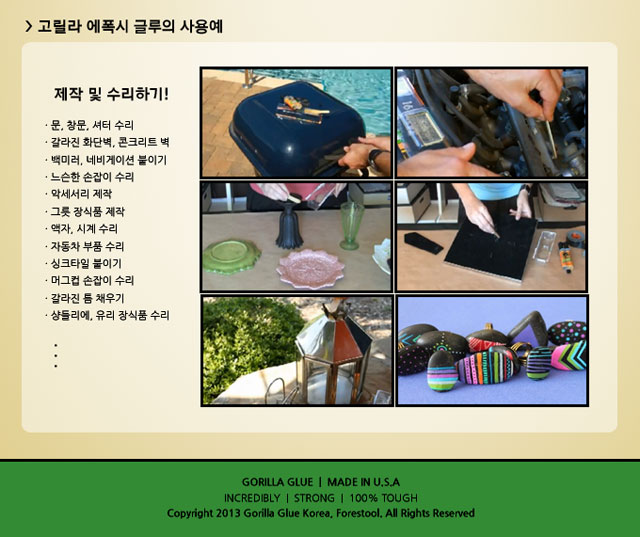 > 고릴라 에폭시 글루의 사용예
제작 및 수리하기!
· 문, 창문, 셔터 수리
· 갈라진 화단벽, 콘크리트 벽
· 백미러, 네비게이션 붙이기
· 느슨한 손잡이 수리
· 악세서리 제작
· 그릇 장식품 제작
· 액자, 시계 수리
· 자동차 부품 수리
· 싱크타일 붙이기
· 머그컵 손잡이 수리
· 갈라진 틈 채우기
· 샹들리에, 유리 장식품 수리
GORILLA GLUE | MADE IN U.S.A
INCREDIBLY | STRONG | 100% TOUGH
Copyright 2013 Gorilla Glue Korea, Forestool. All Rights Seserved